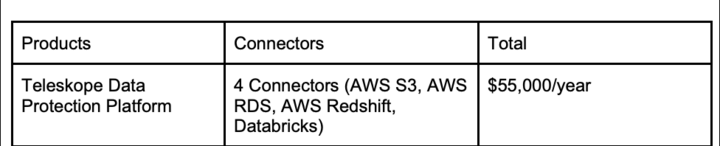 Products
Connectors
Total
Teleskope Data
Protection Platform
4 Connectors (AWS S3, AWS
RDS, AWS Redshift,
Databricks)
$55,000/year